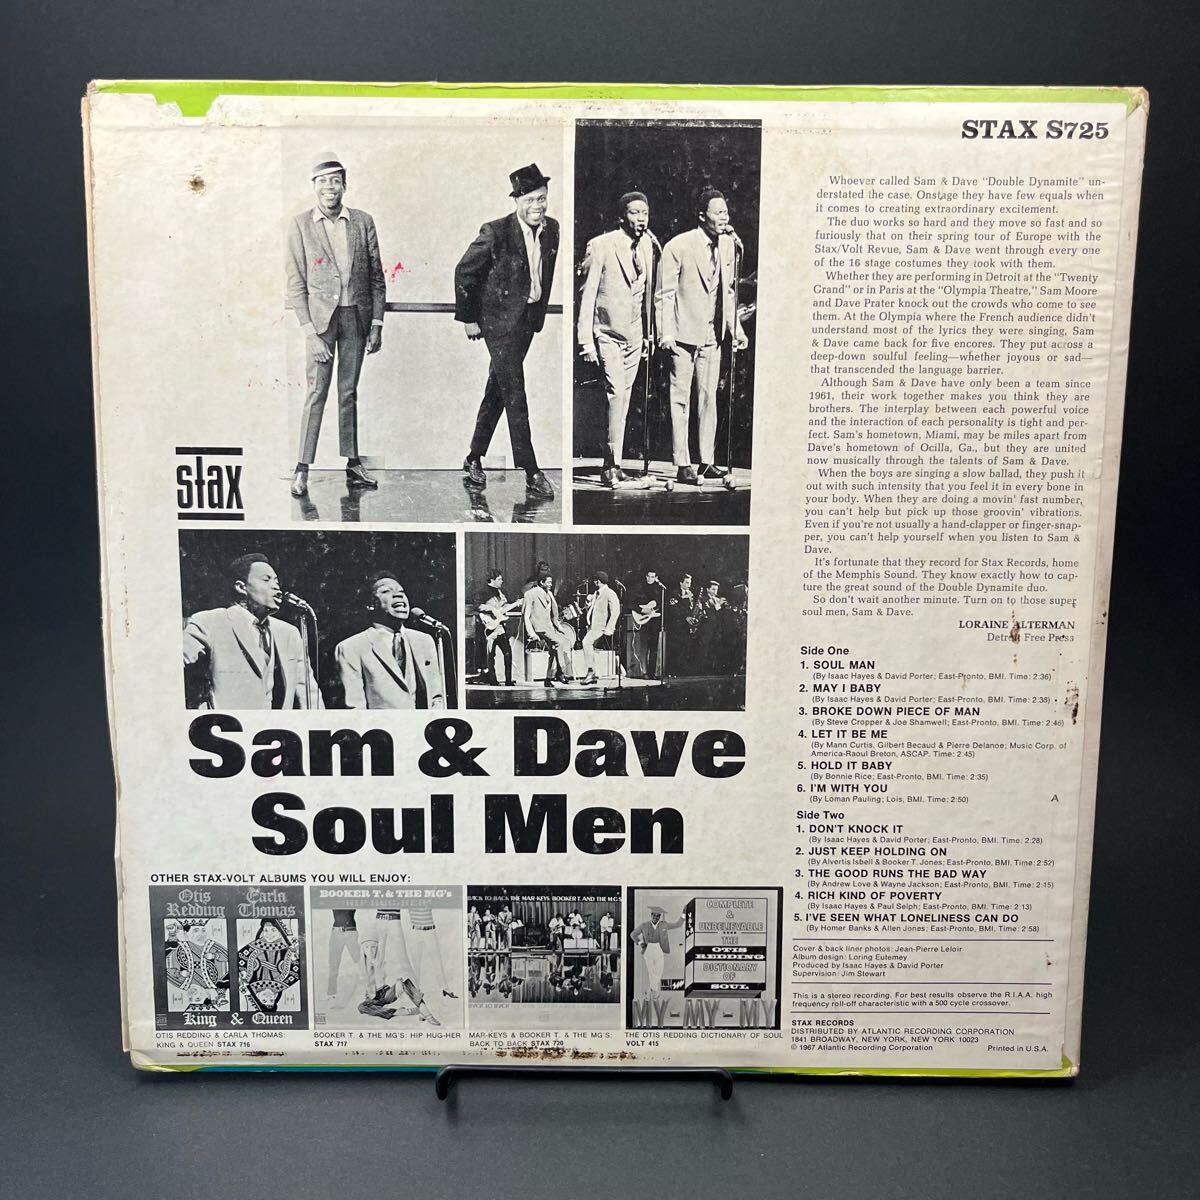 STAX S725
Whoever called Sam & Dave "Double Dynamite" un-
derstated the case. Onstage they have few equals when
it comes to creating extraordinary excitement.
The duo works so hard and they move so fast and so
furiously that on their spring tour of Europe with the
Stax/Volt Revue, Sam & Dave went through every one
of the 16 stage costumes they took with them.
Whether they are performing in Detroit at the "Twenty
Grand" or in Paris at the "Olympia Theatre," Sam Moore
and Dave Prater knock out the crowds who come to see
them. At the Olympia where the French audience didn't
understand most of the lyrics they were singing, Sam
& Dave came back for five encores. They put across a
deep-down soulful feeling—whether joyous or sad—
that transcended the language barrier.
Although Sam & Dave have only been a team since
1961, their work together makes you think they are
brothers. The interplay between each powerful voice
and the interaction of each personality is tight and per-
fect. Sam's hometown, Miami, may be miles apart from
Dave's hometown of Ocilla, Ga., but they are united
now musically through the talents of Sam & Dave.
When the boys are singing a slow ballad, they push it
out with such intensity that you feel it in every bone in
your body. When they are doing a movin' fast number,
you can't help but pick up those groovin' vibrations.
Even if you're not usually a hand-clapper or finger-snap-
per, you can't help yourself when you listen to Sam &
Dave.
It's fortunate that they record for Stax Records, home
of the Memphis Sound. They know exactly how to cap-
ture the great sound of the Double Dynamite duo.
So don't wait another minute. Turn on to those super
soul men, Sam & Dave.
LORAINE ALTERMAN
Detroit Free Press
Side One
1. SOUL MAN
(By Isaac Hayes & David Porter; East-Pronto, BMI. Time: 2:36)
2. MAY I BABY
(By Isaac Hayes & David Porter; East-Pronto, BMI. Time: 2:38)
3. BROKE DOWN PIECE OF MAN
(By Steve Cropper & Joe Shamwell; East-Pronto, BMI. Time: 2:46)
4. LET IT BE ME
(By Mann Curtis, Gilbert Becaud & Pierre Delanoe; Music Corp. of
America-Raoul Breton, ASCAP. Time: 2:45)
5. HOLD IT BABY
(By Bonnie Rice; East-Pronto, BMI. Time: 2:35)
6. I'M WITH YOU
(By Loman Pauling; Lois, BMI. Time: 2:50)
A
Side Two
1. DON'T KNOCK IT
(By Isaac Hayes & David Porter; East-Pronto, BMI. Time: 2:28)
2. JUST KEEP HOLDING ON
(By Alvertis Isbell & Booker T. Jones; East-Pronto, BMI. Time: 2:52)
3. THE GOOD RUNS THE BAD WAY
(By Andrew Love & Wayne Jackson; East-Pronto, BMI. Time: 2:15)
4. RICH KIND OF POVERTY
(By Isaac Hayes & Paul Selph; East-Pronto, BMI. Time: 2:13)
5. I'VE SEEN WHAT LONELINESS CAN DO
(By Homer Banks & Allen Jones; East-Pronto, BMI. Time: 2:58)
Cover & back liner photos: Jean-Pierre Leloir
Album design: Loring Eutemey
Produced by Isaac Hayes & David Porter
Supervision: Jim Stewart
This is a stereo recording. For best results observe the R.I.A.A. high
frequency roll-off characteristic with a 500 cycle crossover.
STAX RECORDS
DISTRIBUTED BY ATLANTIC RECORDING CORPORATION
1841 BROADWAY, NEW YORK, NEW YORK 10023
© 1967 Atlantic Recording Corporation Printed in U.S.A.
stax
Sam & Dave
Soul Men
OTHER STAX-VOLT ALBUMS YOU WILL ENJOY:
Otis Redding Carla Thomas
King & Queen
BOOKER T. & THE MG's
HIP HUG-HER
BACK TO BACK THE MAR-KEYS BOOKER T. AND THE MG'S
BACK TO BACK
COMPLETE
&
UNBELIEVABLE
THE
OTIS
REDDING
DICTIONARY
OF
SOUL
MY-MY-MY
OTIS REDDING & CARLA THOMAS:
KING & QUEEN STAX 716
BOOKER T. & THE MG'S: HIP HUG-HER
STAX 717
MAR-KEYS & BOOKER T. & THE MG'S:
BACK TO BACK STAX 720
THE OTIS REDDING DICTIONARY OF SOUL
VOLT 415